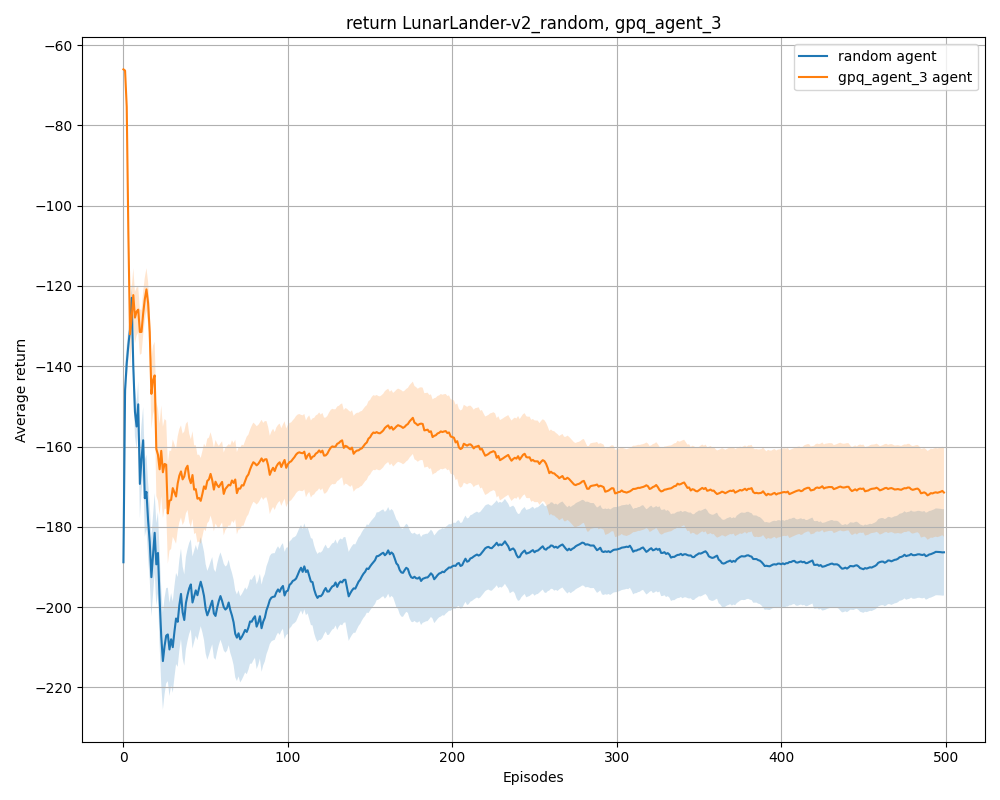 return LunarLander-v2_random, gpq_agent_3
random agent
gpq_agent_3 agent
Average return
−60
−80
−100
−120
−140
−160
−180
−200
−220
0 100 200 300 400 500
Episodes